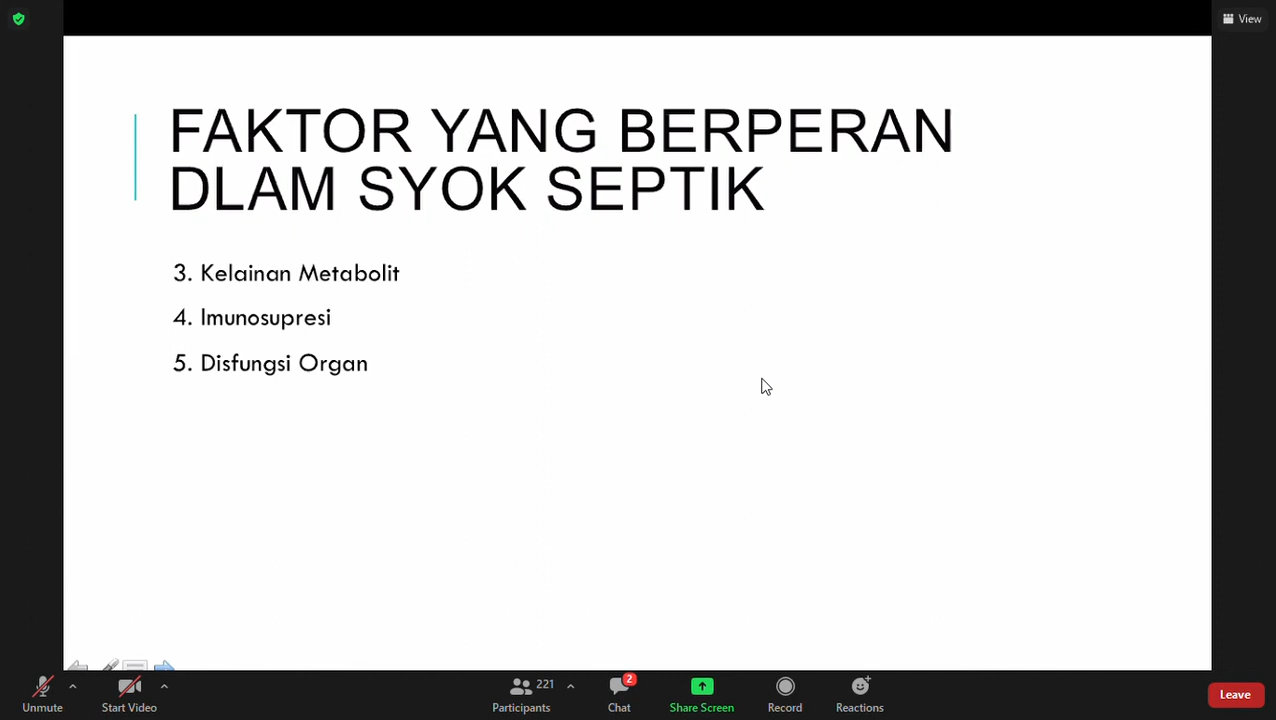 View
FAKTOR YANG BERPERAN
DLAM SYOK SEPTIK
3. Kelainan Metabolit
4. Imunosupresi
5. Disfungsi Organ
221
2
Unmute
Start Video
Participants
Chat
Share Screen
Record
Reactions
Leave